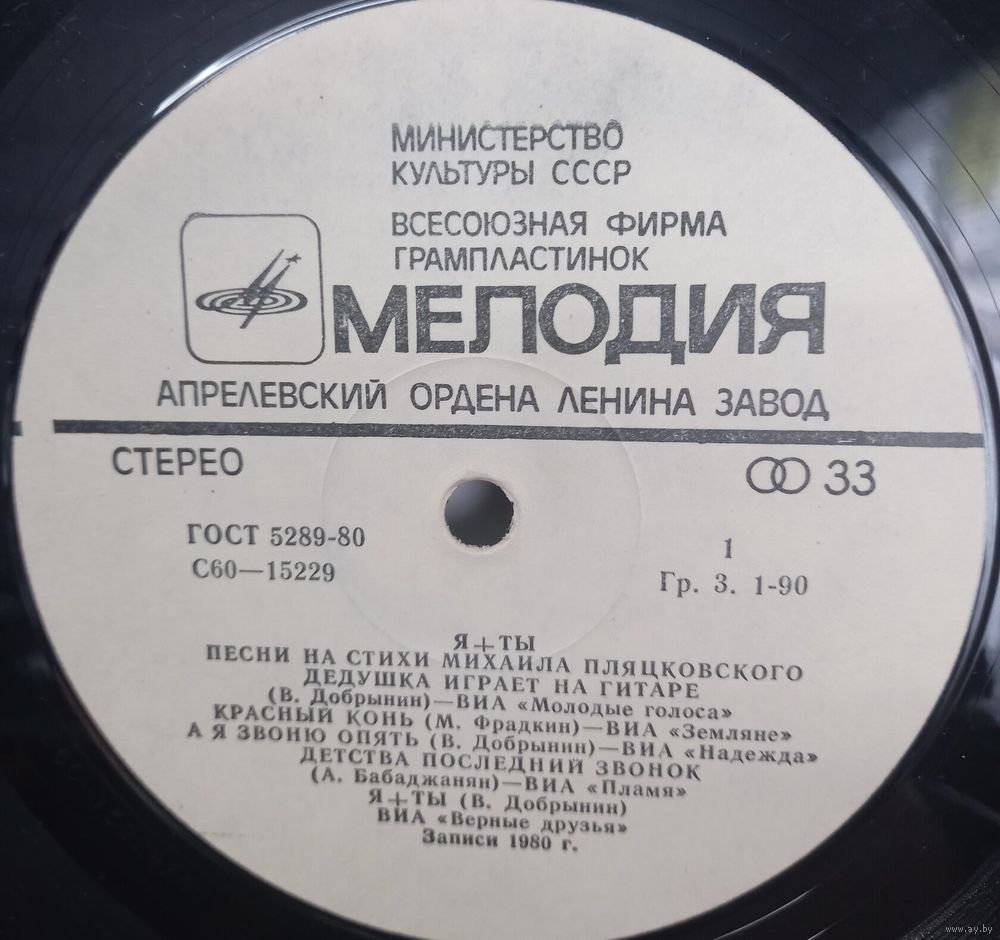 МИНИСТЕРСТВО
КУЛЬТУРЫ СССР
ВСЕСОЮЗНАЯ ФИРМА
ГРАМПЛАСТИНОК
МЕЛОДИЯ
АПРЕЛЕВСКИЙ ОРДЕНА ЛЕНИНА ЗАВОД
СТЕРЕО
33
ГОСТ 5289-80
С60—15229
1
Гр. 3. 1-90
Я+ТЫ
ПЕСНИ НА СТИХИ МИХАИЛА ПЛЯЦКОВСКОГО
ДЕДУШКА ИГРАЕТ НА ГИТАРЕ
(В. Добрынин)—ВИА «Молодые голоса»
КРАСНЫЙ КОНЬ (М. Фрадкин)—ВИА «Земляне»
А Я ЗВОНЮ ОПЯТЬ (В. Добрынин)—ВИА «Надежда»
ДЕТСТВА ПОСЛЕДНИЙ ЗВОНОК
(А. Бабаджанян)—ВИА «Пламя»
Я+ТЫ (В. Добрынин)
ВИА «Верные друзья»
Записи 1980 г.
www.ay.by